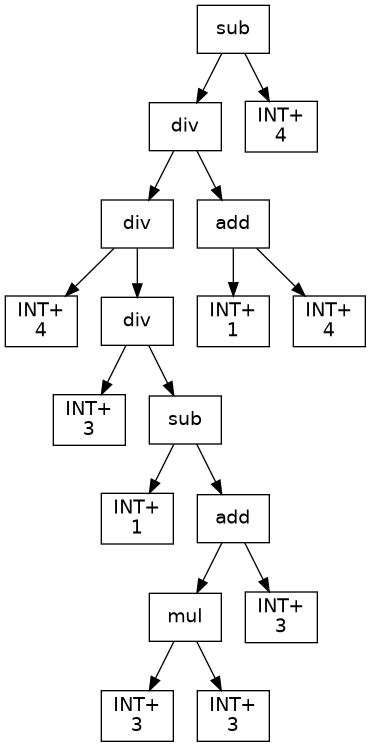 sub
div
INT+
4
div
add
INT+
4
div
INT+
1
INT+
4
INT+
3
sub
INT+
1
add
mul
INT+
3
INT+
3
INT+
3